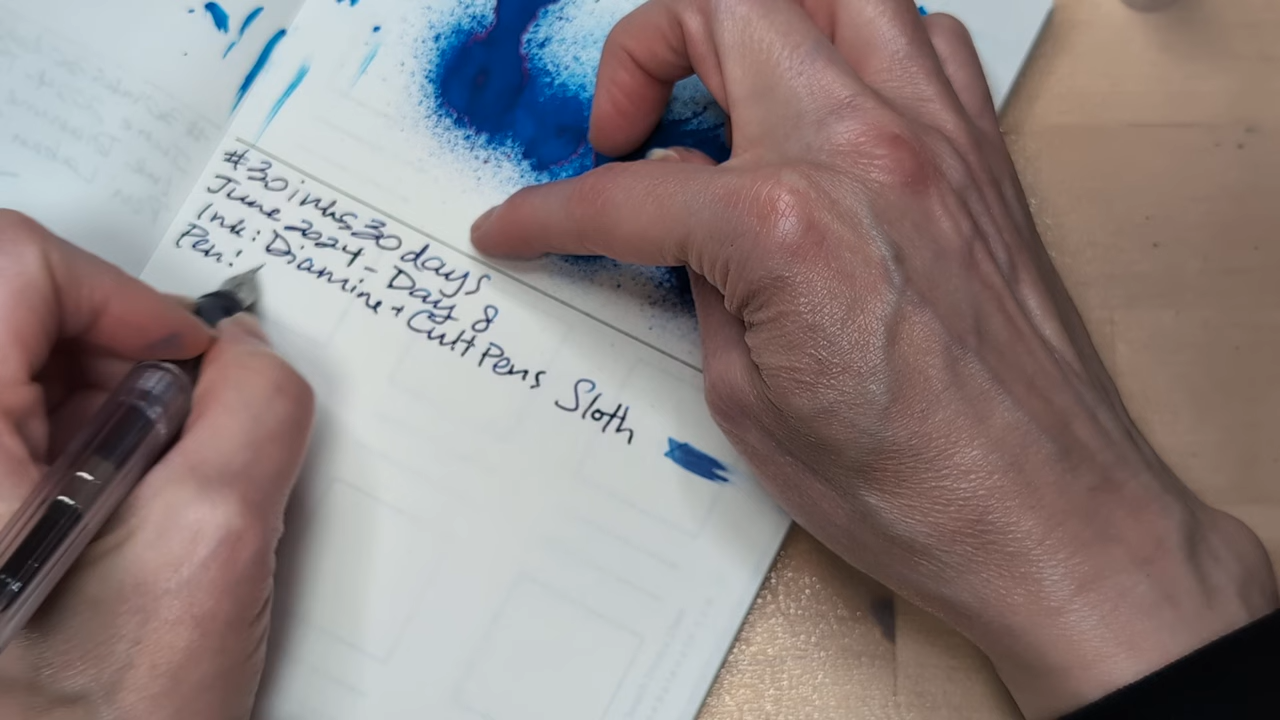 #30inks30days
June 2024 - Day 8
Ink: Diamine + Cult Pens Sloth
Pen: